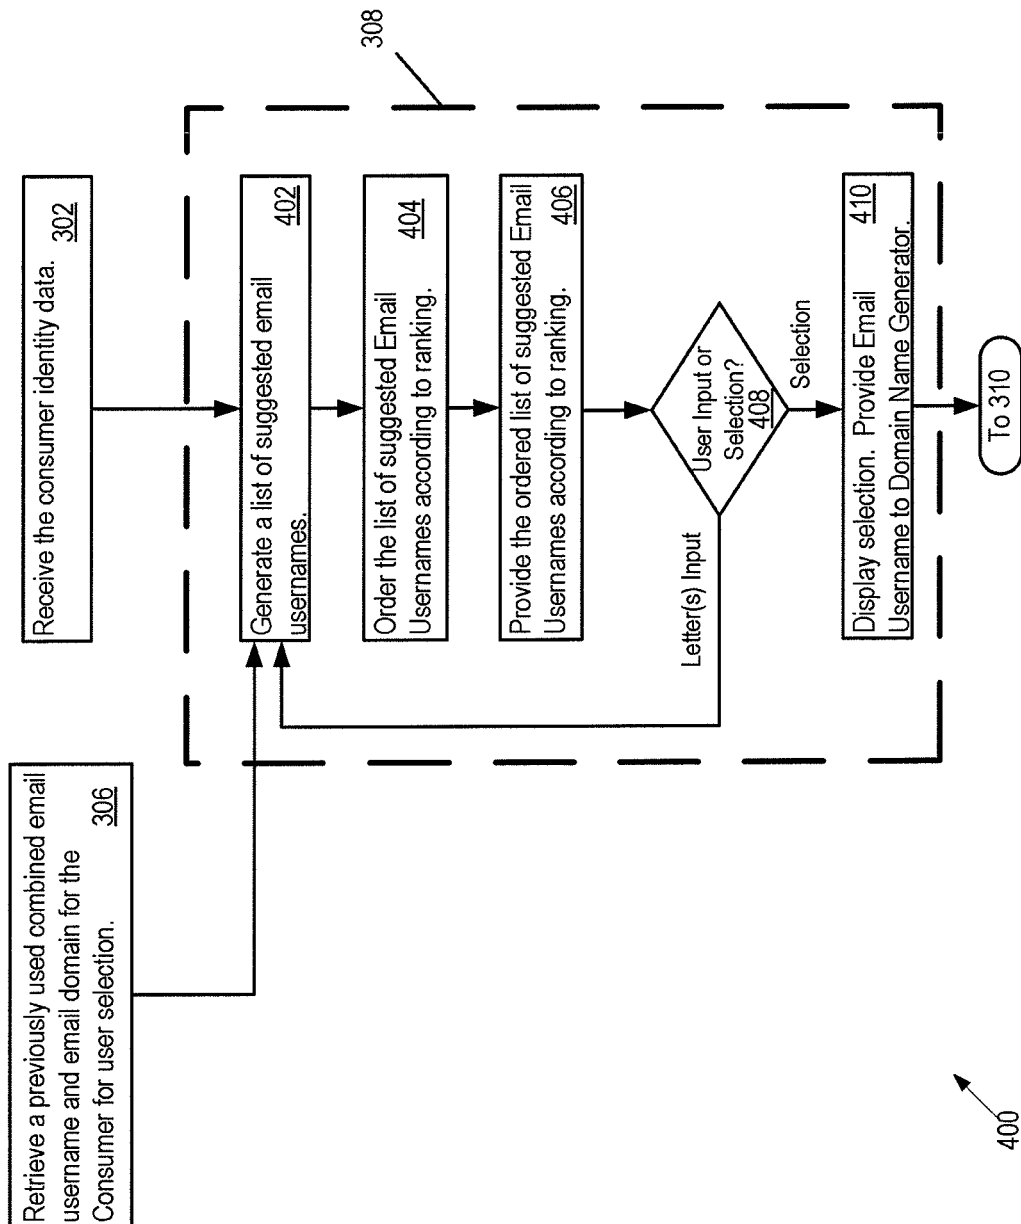 Retrieve a previously used combined email
username and email domain for the
Consumer for user selection. 306
Receive the consumer identity data.
302
308
Generate a list of suggested email
usernames. 402
Order the list of suggested Email
Usernames according to ranking. 404
Provide the ordered list of suggested Email
Usernames according to ranking. 406
User Input or
Selection?
408
Letter(s) Input
Selection
Display selection. Provide Email 410
Username to Domain Name Generator.
To 310
400